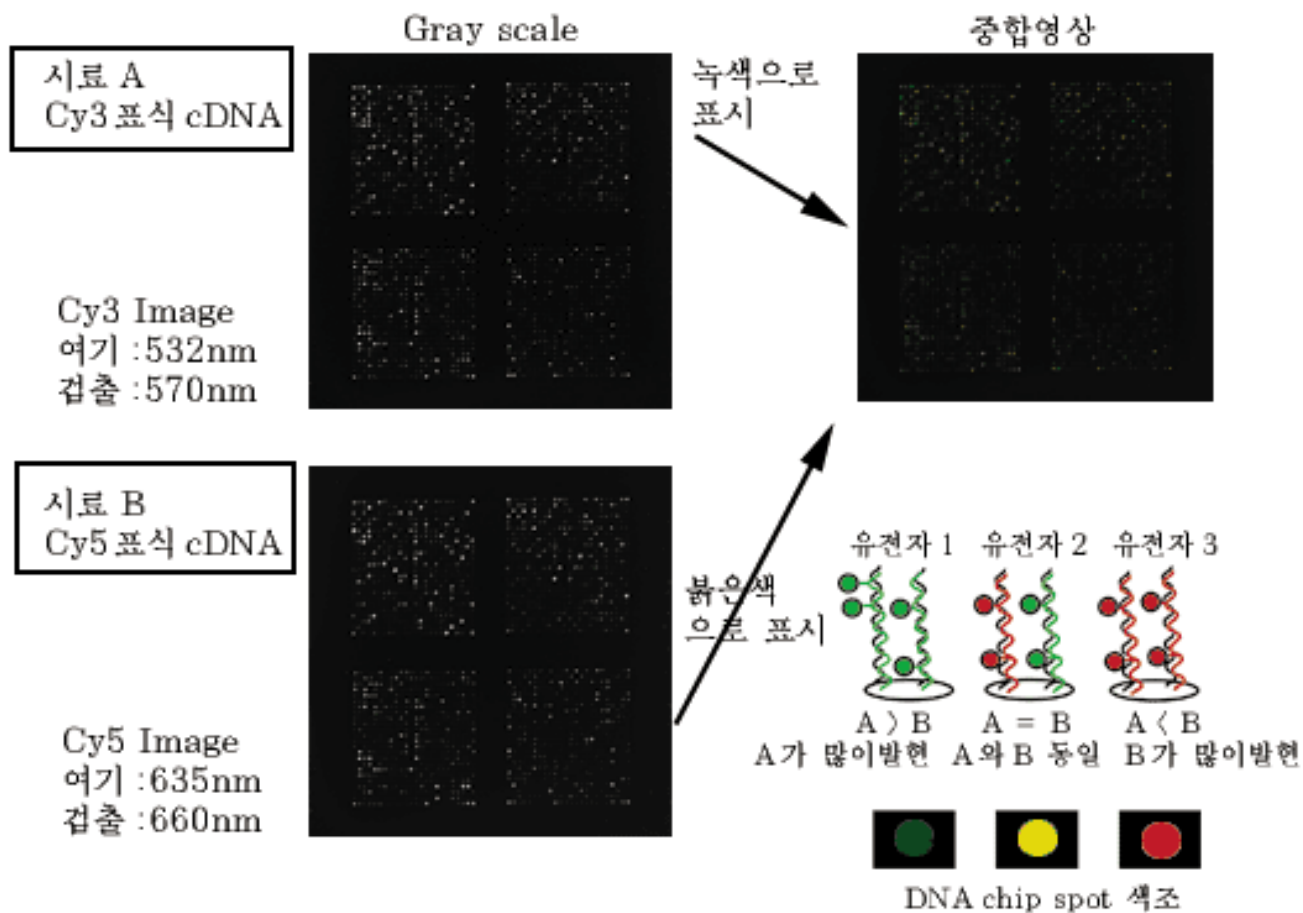 Gray scale
중합영상
시료 A
Cy3 표식 cDNA
녹색으로
표시
Cy3 Image
여기 :532nm
검출 :570nm
시료 B
Cy5 표식 cDNA
붉은색
으로 표시
Cy5 Image
여기 :635nm
검출 :660nm
유전자 1 유전자 2 유전자 3
A > B A = B A < B
A가 많이발현 A와 B 동일 B가 많이발현
DNA chip spot 색조